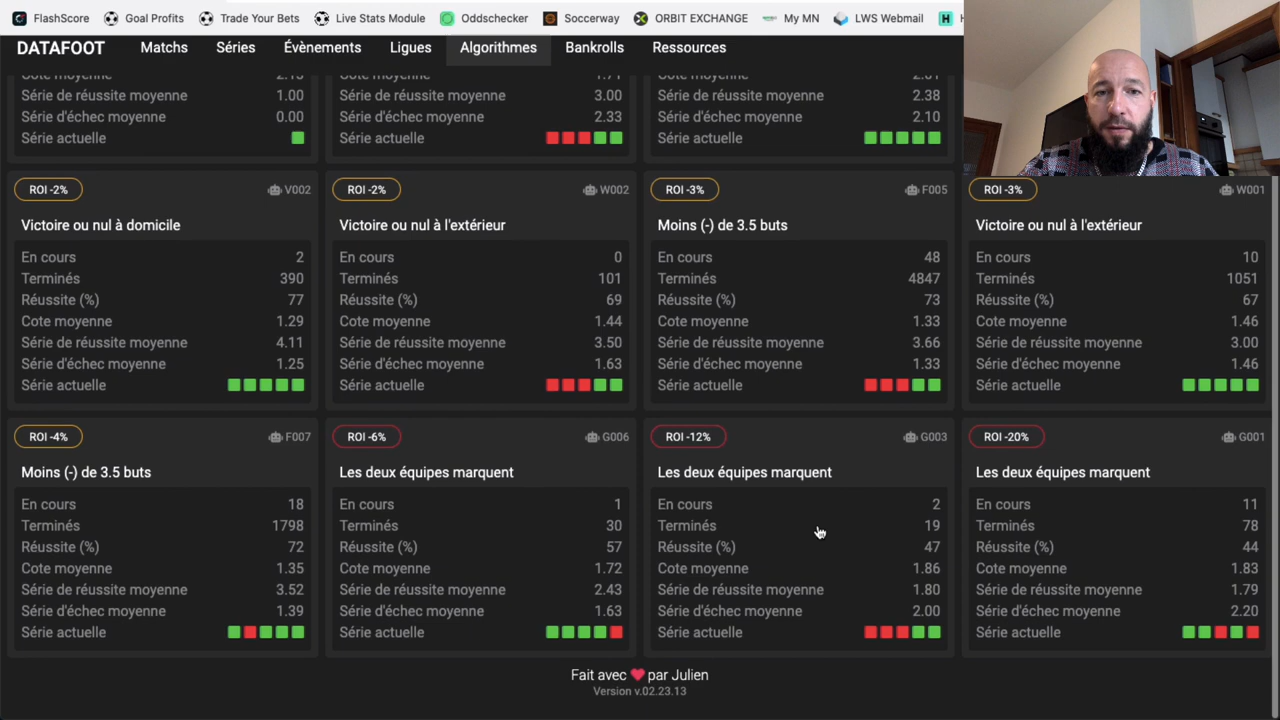 FlashScore Goal Profits Trade Your Bets Live Stats Module Oddschecker Soccerway ORBIT EXCHANGE My MN LWS Webmail
DATAFOOT Matchs Séries Évènements Ligues Algorithmes Bankrolls Ressources
Cote moyenne 2.13
Série de réussite moyenne 1.00
Série d'échec moyenne 0.00
Série actuelle
Cote moyenne 1.71
Série de réussite moyenne 3.00
Série d'échec moyenne 2.33
Série actuelle
Cote moyenne 2.01
Série de réussite moyenne 2.38
Série d'échec moyenne 2.10
Série actuelle
ROI -2% V002
Victoire ou nul à domicile
En cours 2
Terminés 390
Réussite (%) 77
Cote moyenne 1.29
Série de réussite moyenne 4.11
Série d'échec moyenne 1.25
Série actuelle
ROI -2% W002
Victoire ou nul à l'extérieur
En cours 0
Terminés 101
Réussite (%) 69
Cote moyenne 1.44
Série de réussite moyenne 3.50
Série d'échec moyenne 1.63
Série actuelle
ROI -3% F005
Moins (-) de 3.5 buts
En cours 48
Terminés 4847
Réussite (%) 73
Cote moyenne 1.33
Série de réussite moyenne 3.66
Série d'échec moyenne 1.33
Série actuelle
ROI -3% W001
Victoire ou nul à l'extérieur
En cours 10
Terminés 1051
Réussite (%) 67
Cote moyenne 1.46
Série de réussite moyenne 3.00
Série d'échec moyenne 1.46
Série actuelle
ROI -4% F007
Moins (-) de 3.5 buts
En cours 18
Terminés 1798
Réussite (%) 72
Cote moyenne 1.35
Série de réussite moyenne 3.52
Série d'échec moyenne 1.39
Série actuelle
ROI -6% G006
Les deux équipes marquent
En cours 1
Terminés 30
Réussite (%) 57
Cote moyenne 1.72
Série de réussite moyenne 2.43
Série d'échec moyenne 1.63
Série actuelle
ROI -12% G003
Les deux équipes marquent
En cours 2
Terminés 19
Réussite (%) 47
Cote moyenne 1.86
Série de réussite moyenne 1.80
Série d'échec moyenne 2.00
Série actuelle
ROI -20% G001
Les deux équipes marquent
En cours 11
Terminés 78
Réussite (%) 44
Cote moyenne 1.83
Série de réussite moyenne 1.79
Série d'échec moyenne 2.20
Série actuelle
Fait avec ❤ par Julien
Version v.02.23.13